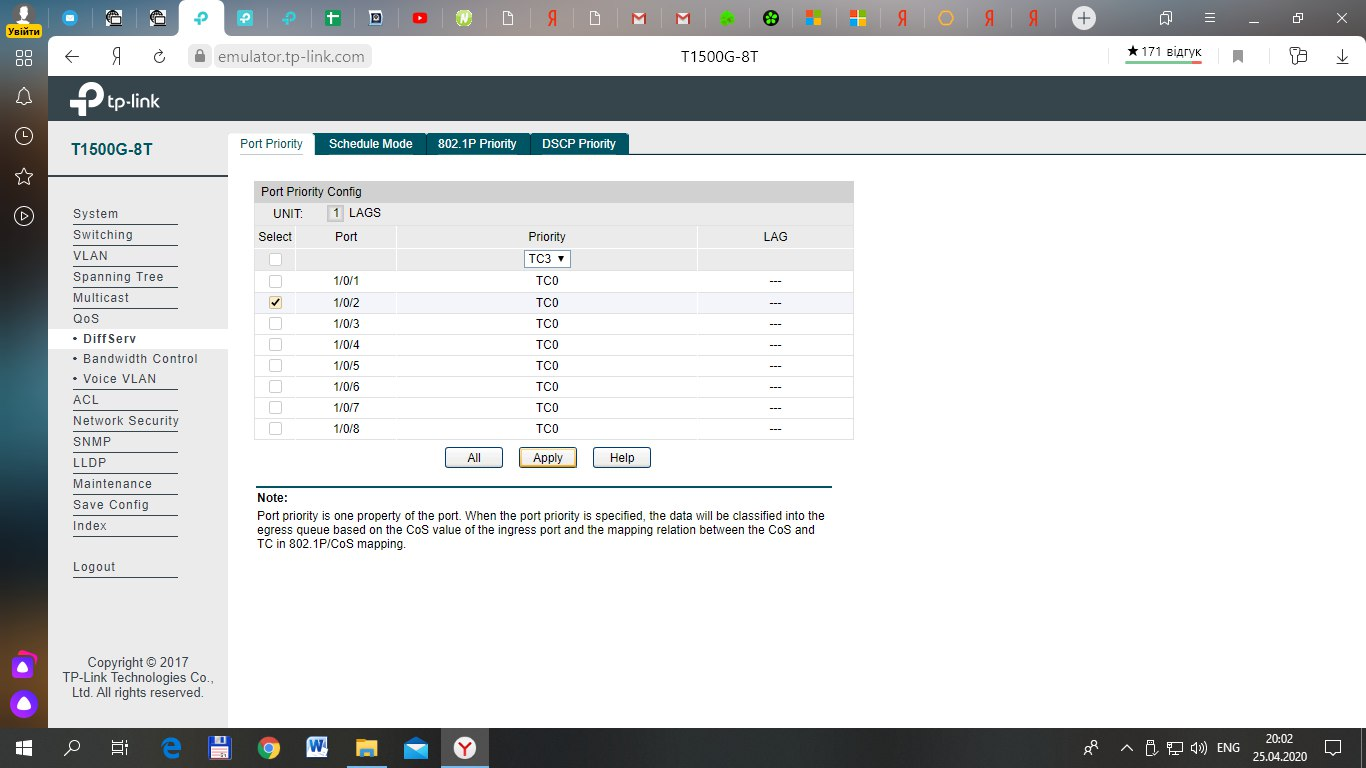 Увійти
emulator.tp-link.com
T1500G-8T
★171 відгук
tp-link
T1500G-8T
Port Priority
Schedule Mode
802.1P Priority
DSCP Priority
System
Switching
VLAN
Spanning Tree
Multicast
QoS
• DiffServ
• Bandwidth Control
• Voice VLAN
ACL
Network Security
SNMP
LLDP
Maintenance
Save Config
Index
Logout
Copyright © 2017
TP-Link Technologies Co.,
Ltd. All rights reserved.
Port Priority Config
UNIT: 1 LAGS
Select Port Priority LAG
TC3
1/0/1 TC0 ---
1/0/2 TC0 ---
1/0/3 TC0 ---
1/0/4 TC0 ---
1/0/5 TC0 ---
1/0/6 TC0 ---
1/0/7 TC0 ---
1/0/8 TC0 ---
All Apply Help
Note:
Port priority is one property of the port. When the port priority is specified, the data will be classified into the
egress queue based on the CoS value of the ingress port and the mapping relation between the CoS and
TC in 802.1P/CoS mapping.
ENG
20:02
25.04.2020